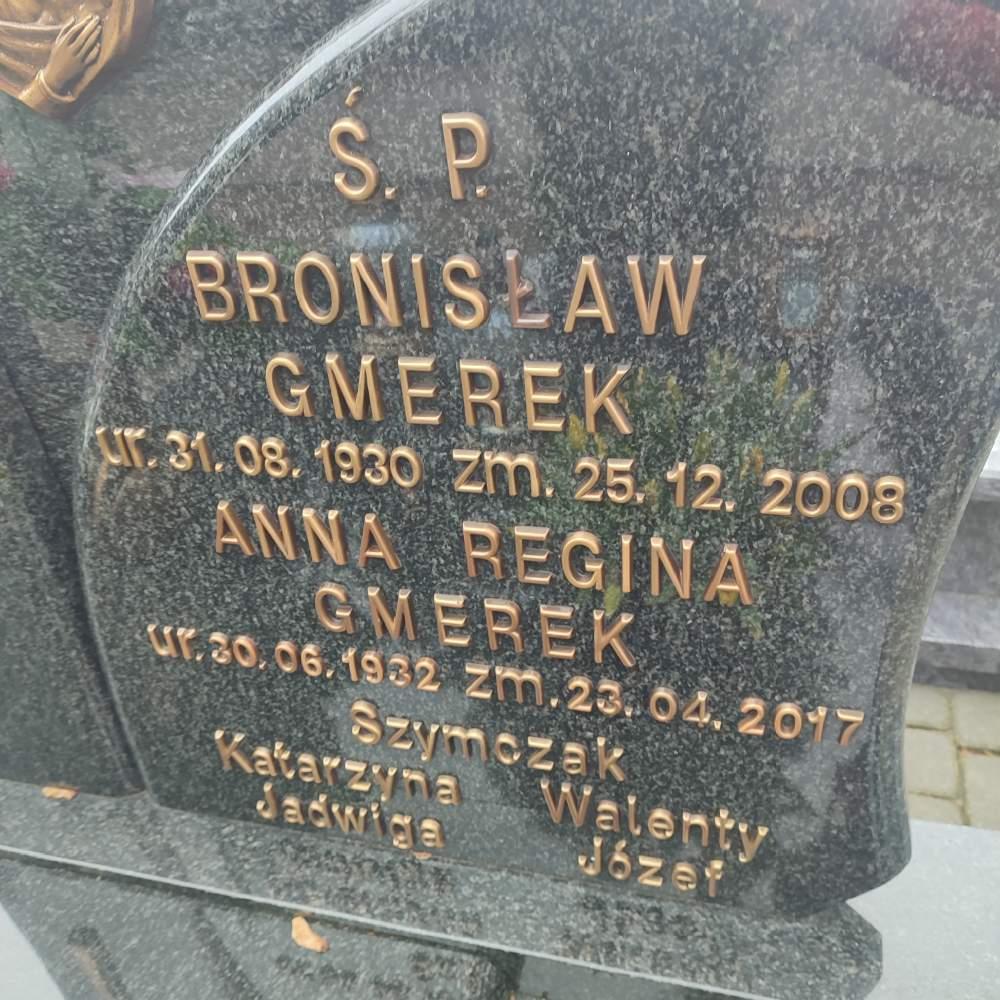 Ś. P.
BRONISŁAW
GMEREK
ur. 31. 08. 1930 zm. 25. 12. 2008
ANNA REGINA
GMEREK
ur. 30. 06. 1932 zm. 23. 04. 2017
Szymczak
Katarzyna Walenty
Jadwiga Józef